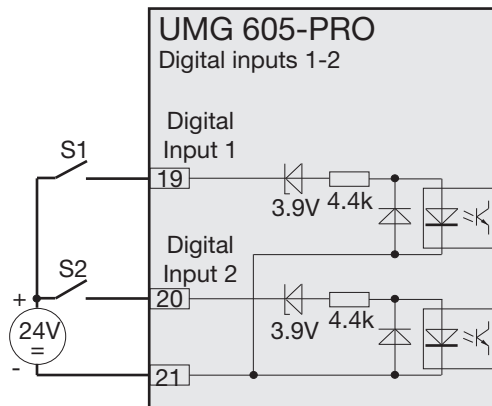 UMG 605-PRO
Digital inputs 1-2
Digital
Input 1
S1
19
3.9V
4.4k
Digital
Input 2
S2
20
3.9V
4.4k
+
24V
=
-
21